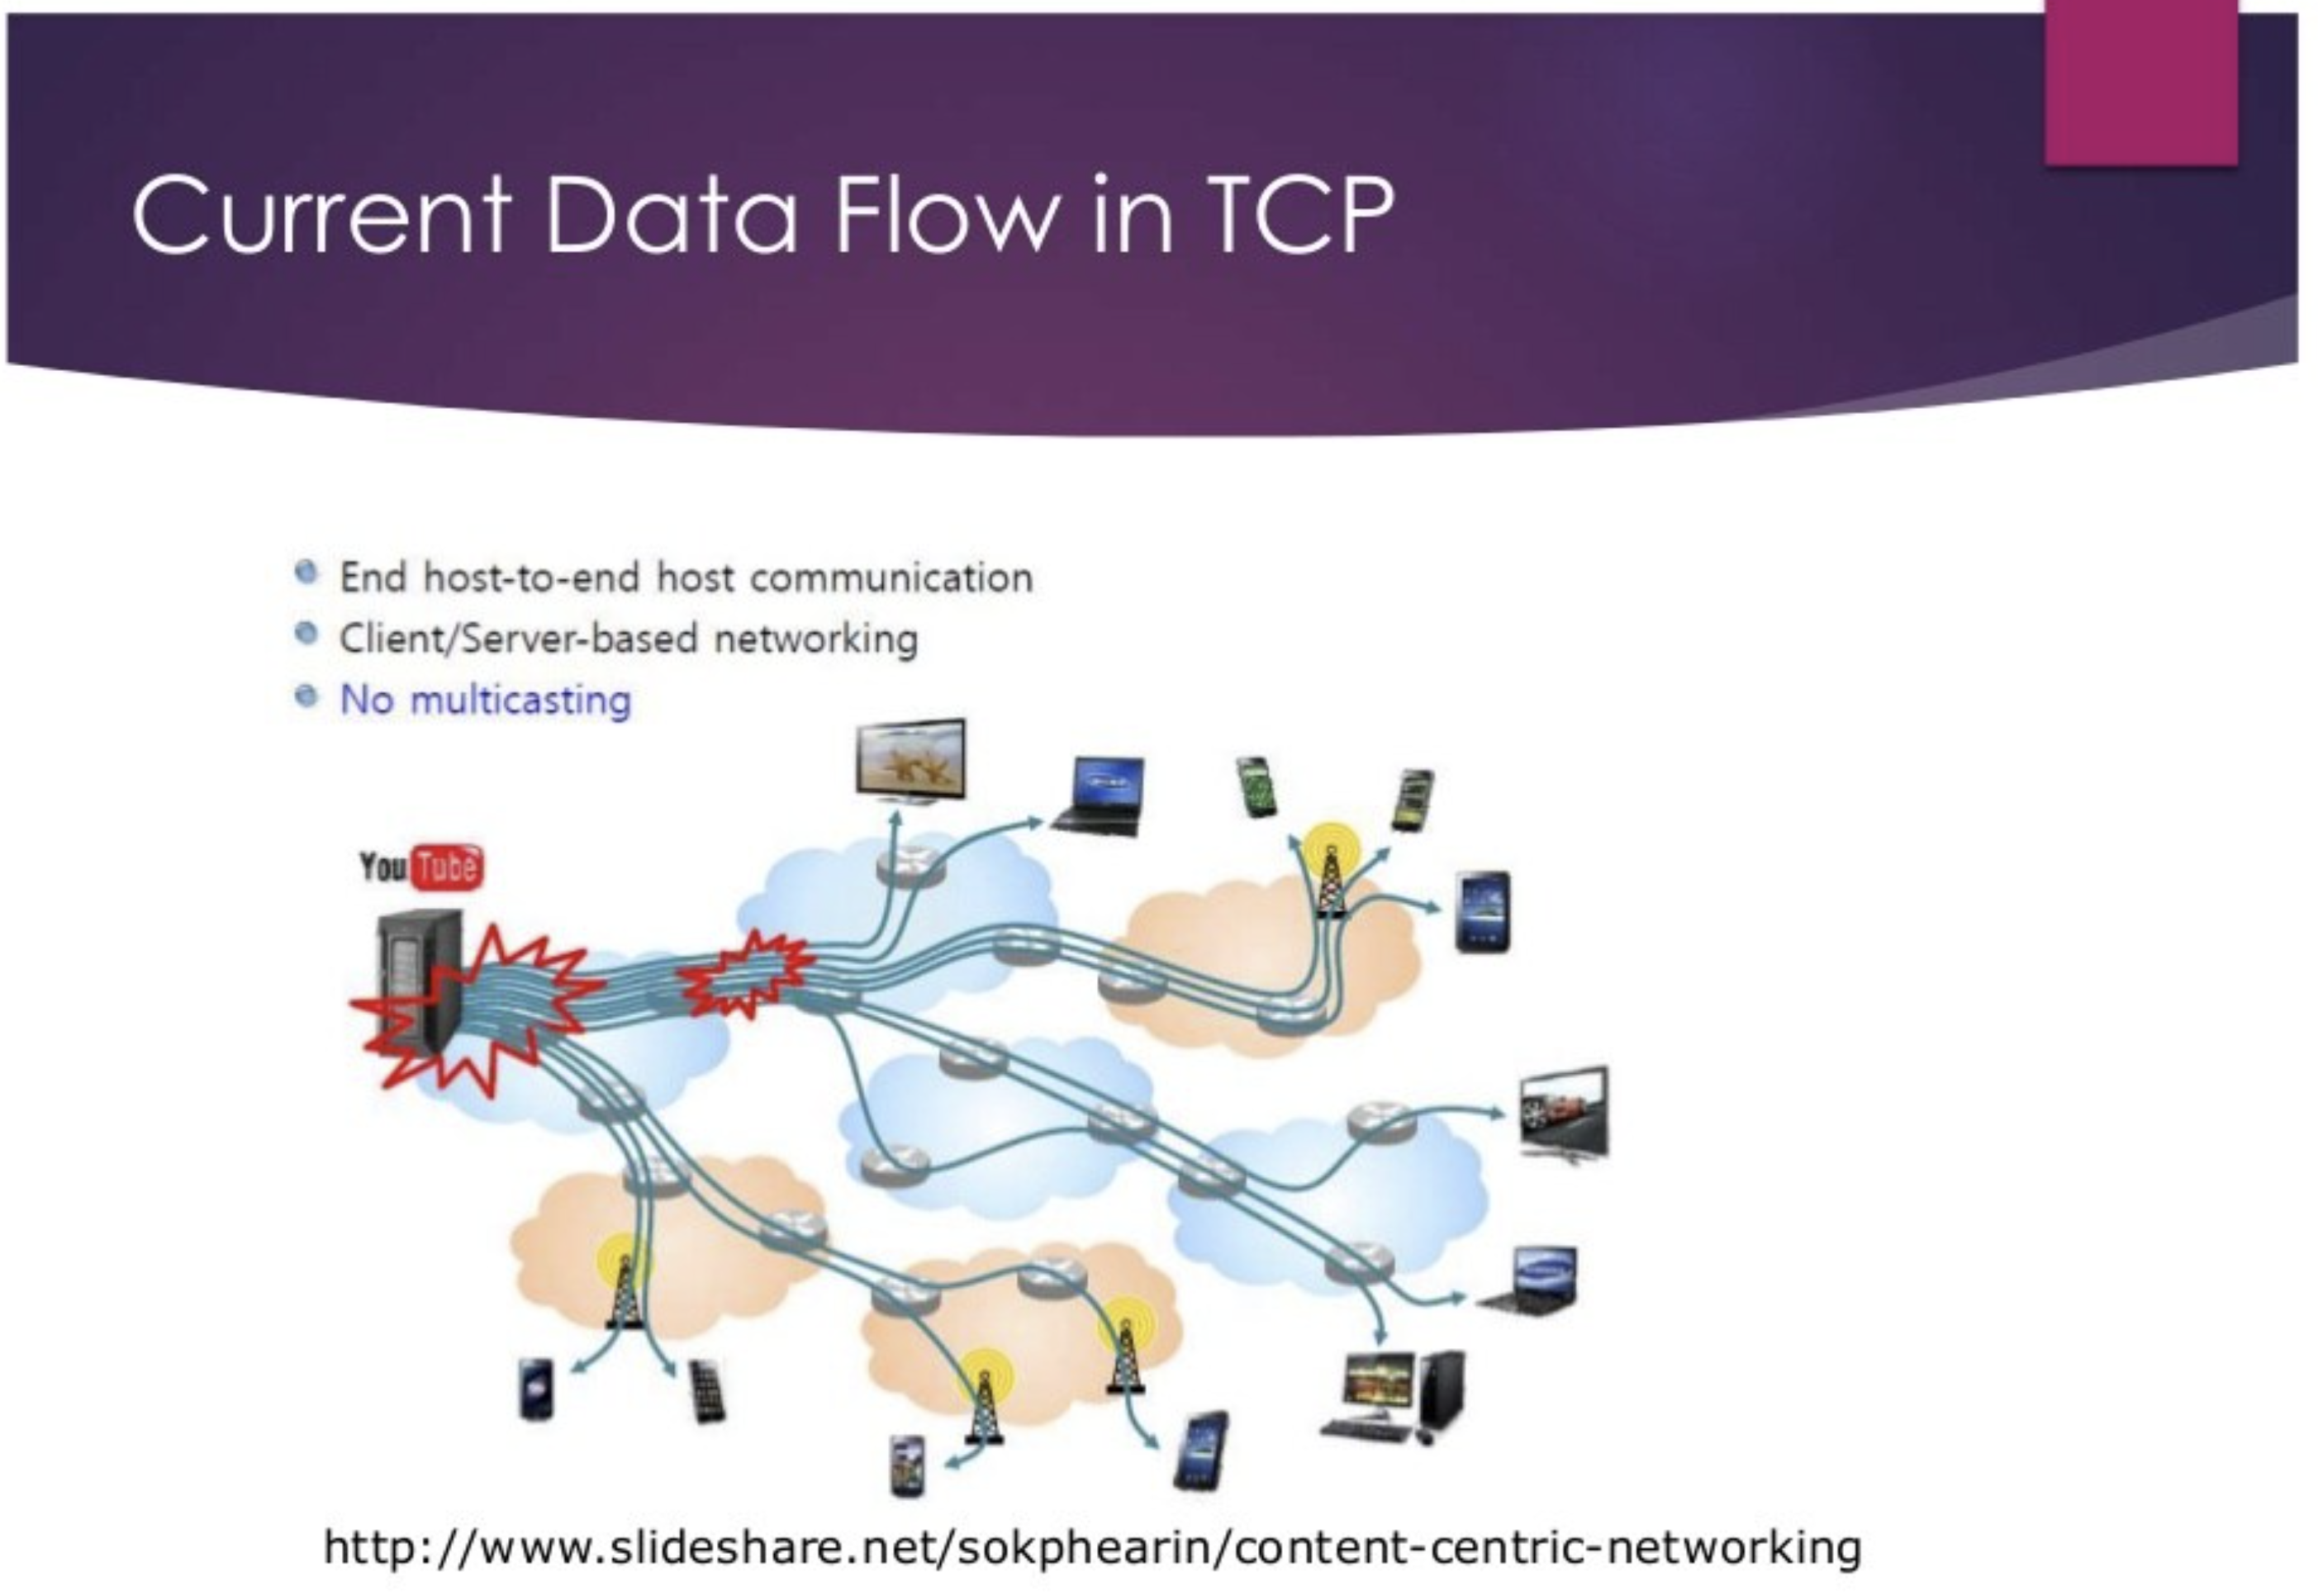 Current Data Flow in TCP
End host-to-end host communication
Client/Server-based networking
No multicasting
YouTube
http://www.slideshare.net/sokphearin/content-centric-networking